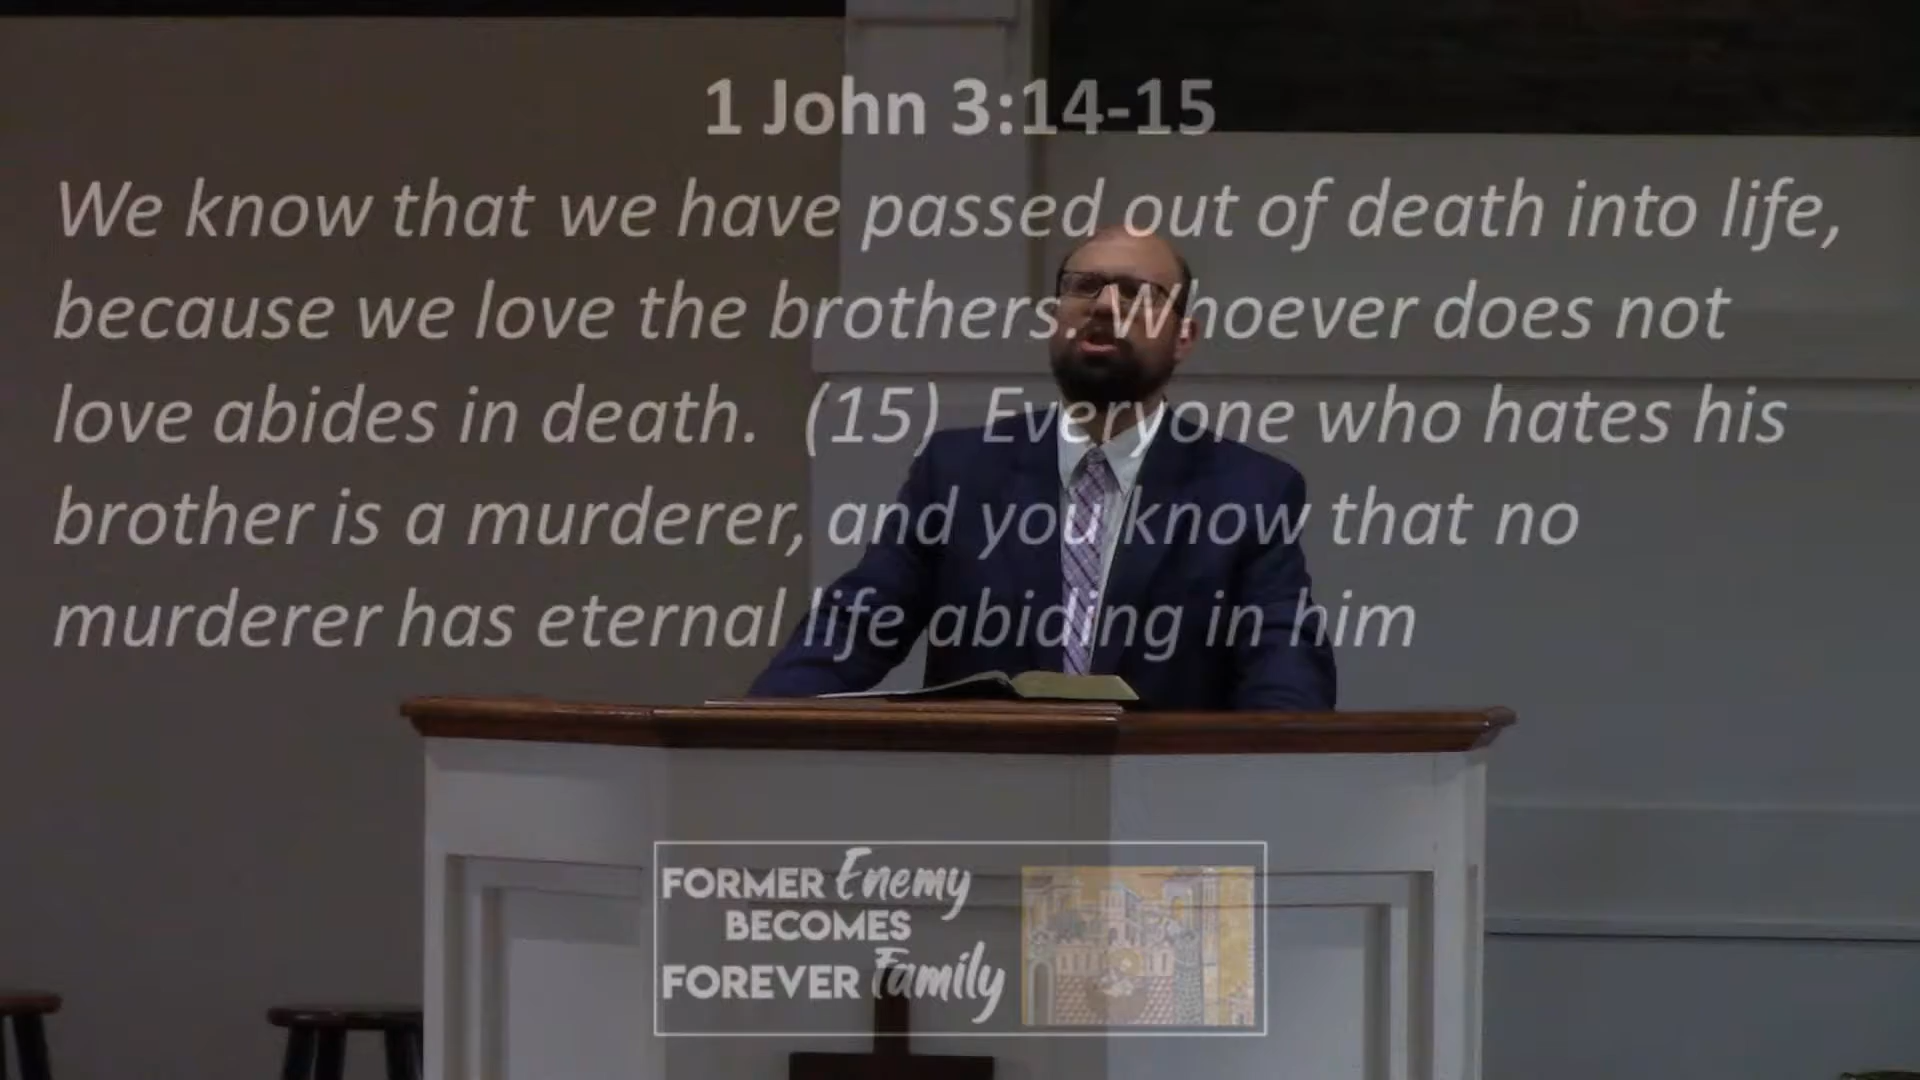 1 John 3:14-15
We know that we have passed out of death into life,
because we love the brothers. Whoever does not
love abides in death. (15) Everyone who hates his
brother is a murderer, and you know that no
murderer has eternal life abiding in him
FORMER Enemy
BECOMES
FOREVER Family